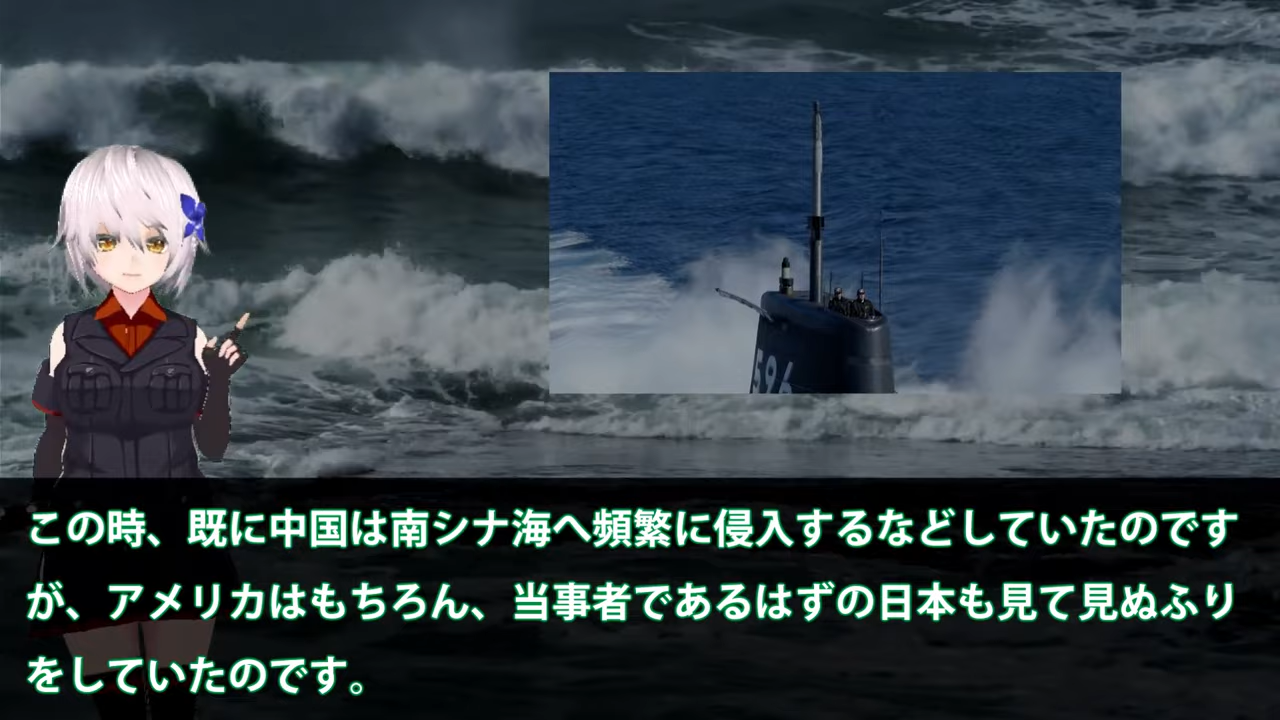 596
この時、既に中国は南シナ海へ頻繁に侵入するなどしていたのです
が、アメリカはもちろん、当事者であるはずの日本も見て見ぬふり
をしていたのです。